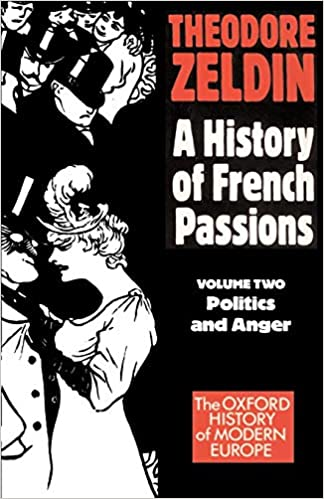 THEODORE
ZELDIN
A History
of French
Passions
VOLUME TWO
Politics
and Anger
The OXFORD
HISTORY
of MODERN
EUROPE